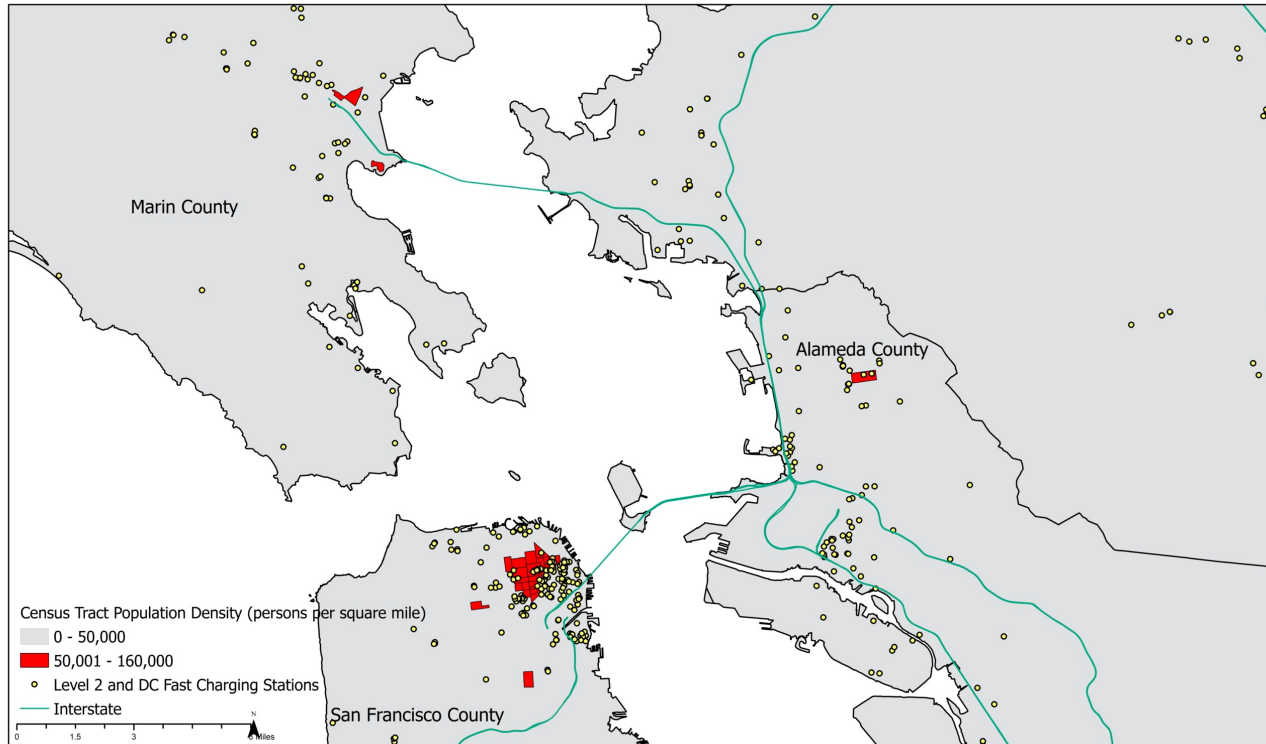 Marin County
Alameda County
Census Tract Population Density (persons per square mile)
0 - 50,000
50,001 - 160,000
Level 2 and DC Fast Charging Stations
Interstate
San Francisco County
N
0 1.5 3 6 Miles